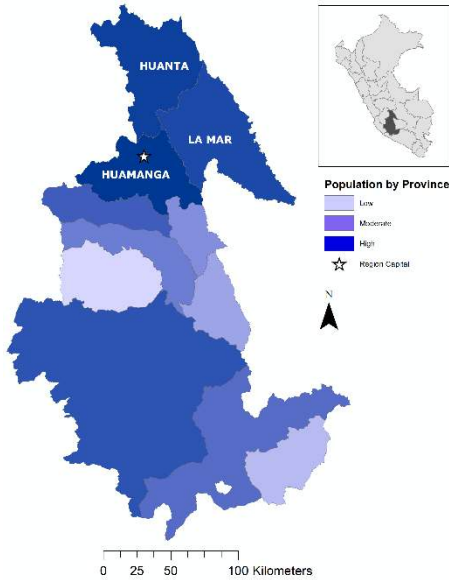 HUANTA
LA MAR
HUAMANGA
Population by Province
Low
Moderate
High
Region Capital
N
0 25 50 100 Kilometers